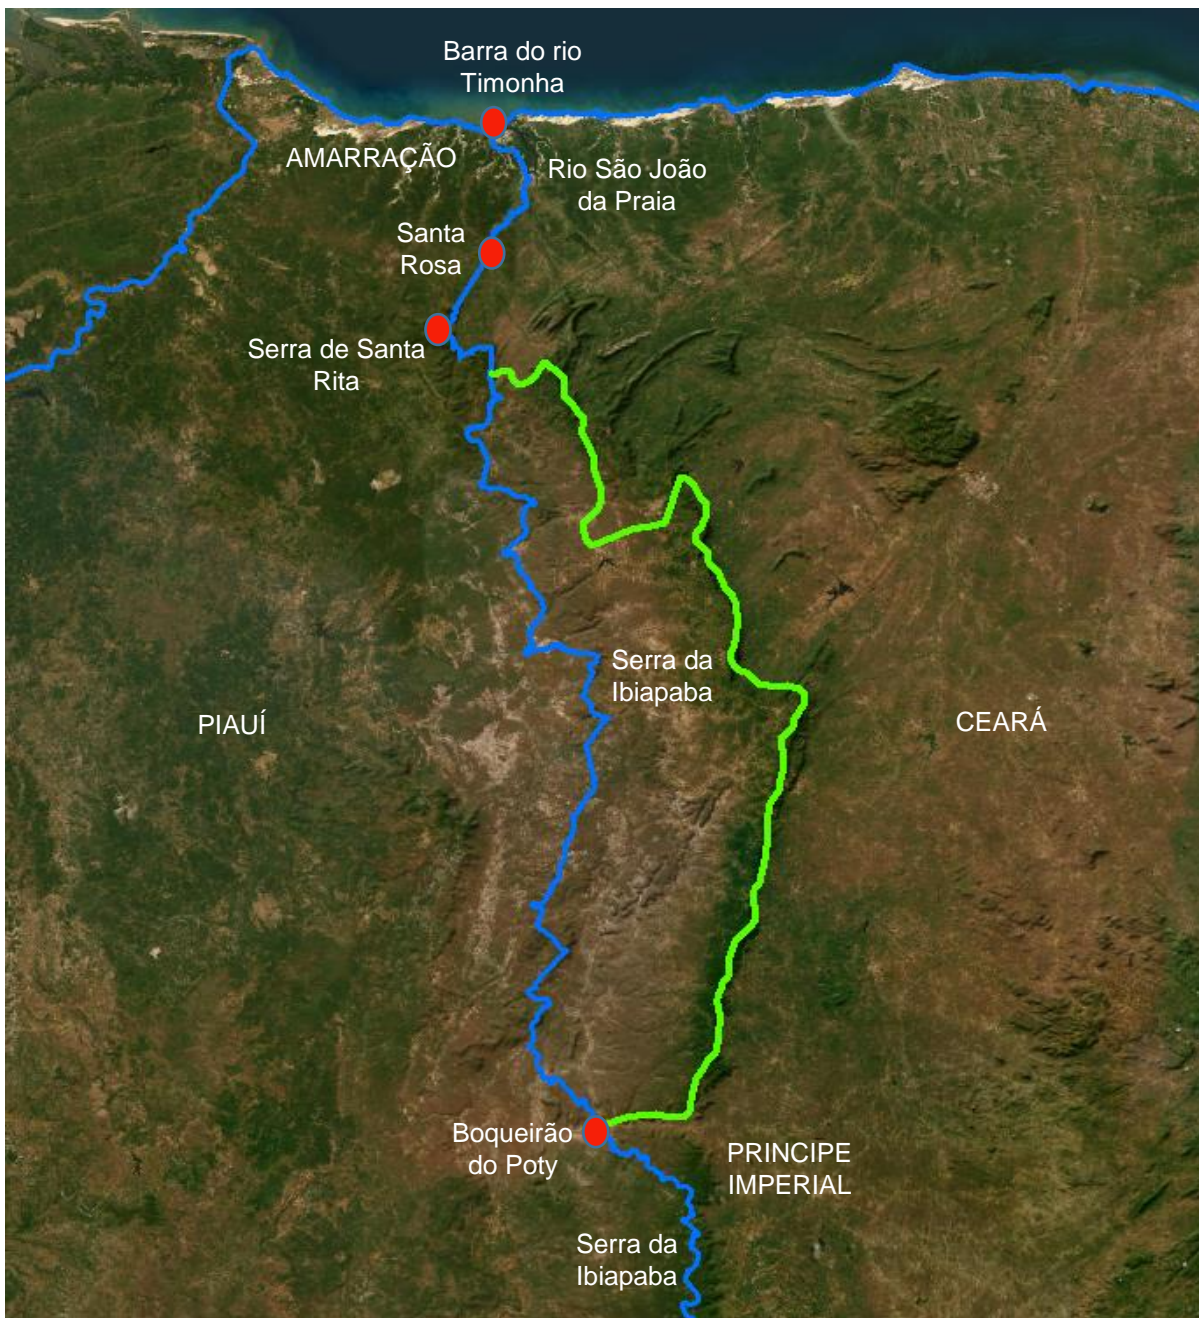 Barra do rio
Timonha
AMARRAÇÃO
Rio São João
da Praia
Santa
Rosa
Serra de Santa
Rita
Serra da
Ibiapaba
PIAUÍ
CEARÁ
Boqueirão
do Poty
PRINCIPE
IMPERIAL
Serra da
Ibiapaba